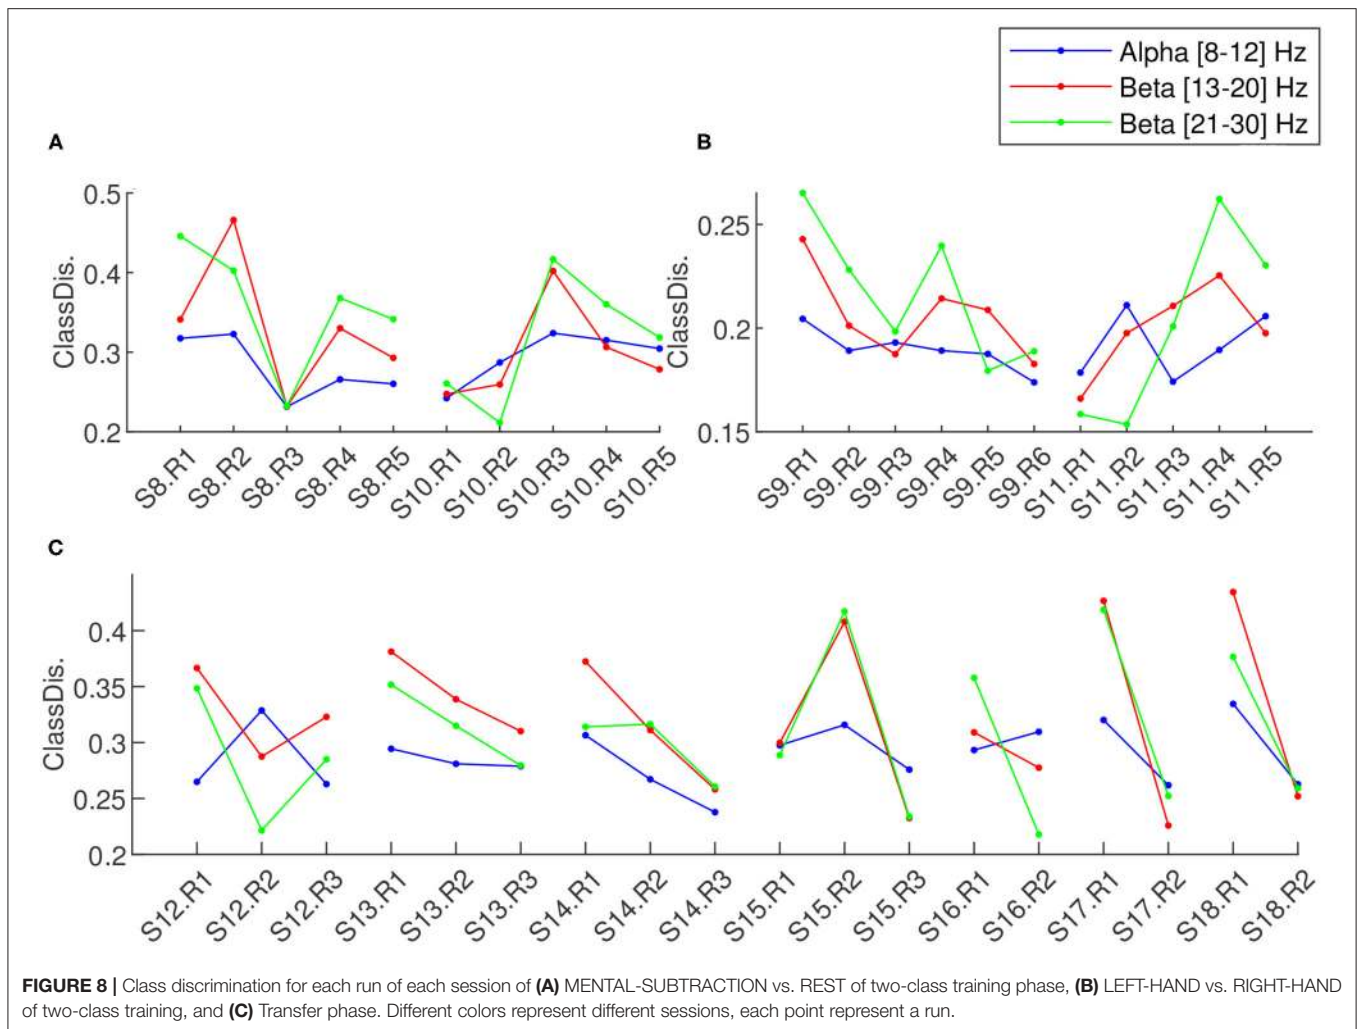 Alpha [8-12] Hz
Beta [13-20] Hz
Beta [21-30] Hz
A
0.5
0.4
0.3
0.2
ClassDis.
S8.R1
S8.R2
S8.R3
S8.R4
S8.R5
S10.R1
S10.R2
S10.R3
S10.R4
S10.R5
B
0.25
0.2
0.15
ClassDis.
S9.R1
S9.R2
S9.R3
S9.R4
S9.R5
S9.R6
S11.R1
S11.R2
S11.R3
S11.R4
S11.R5
C
0.4
0.35
0.3
0.25
0.2
ClassDis.
S12.R1
S12.R2
S12.R3
S13.R1
S13.R2
S13.R3
S14.R1
S14.R2
S14.R3
S15.R1
S15.R2
S15.R3
S16.R1
S16.R2
S17.R1
S17.R2
S18.R1
S18.R2
FIGURE 8 | Class discrimination for each run of each session of (A) MENTAL-SUBTRACTION vs. REST of two-class training phase, (B) LEFT-HAND vs. RIGHT-HAND
of two-class training, and (C) Transfer phase. Different colors represent different sessions, each point represent a run.